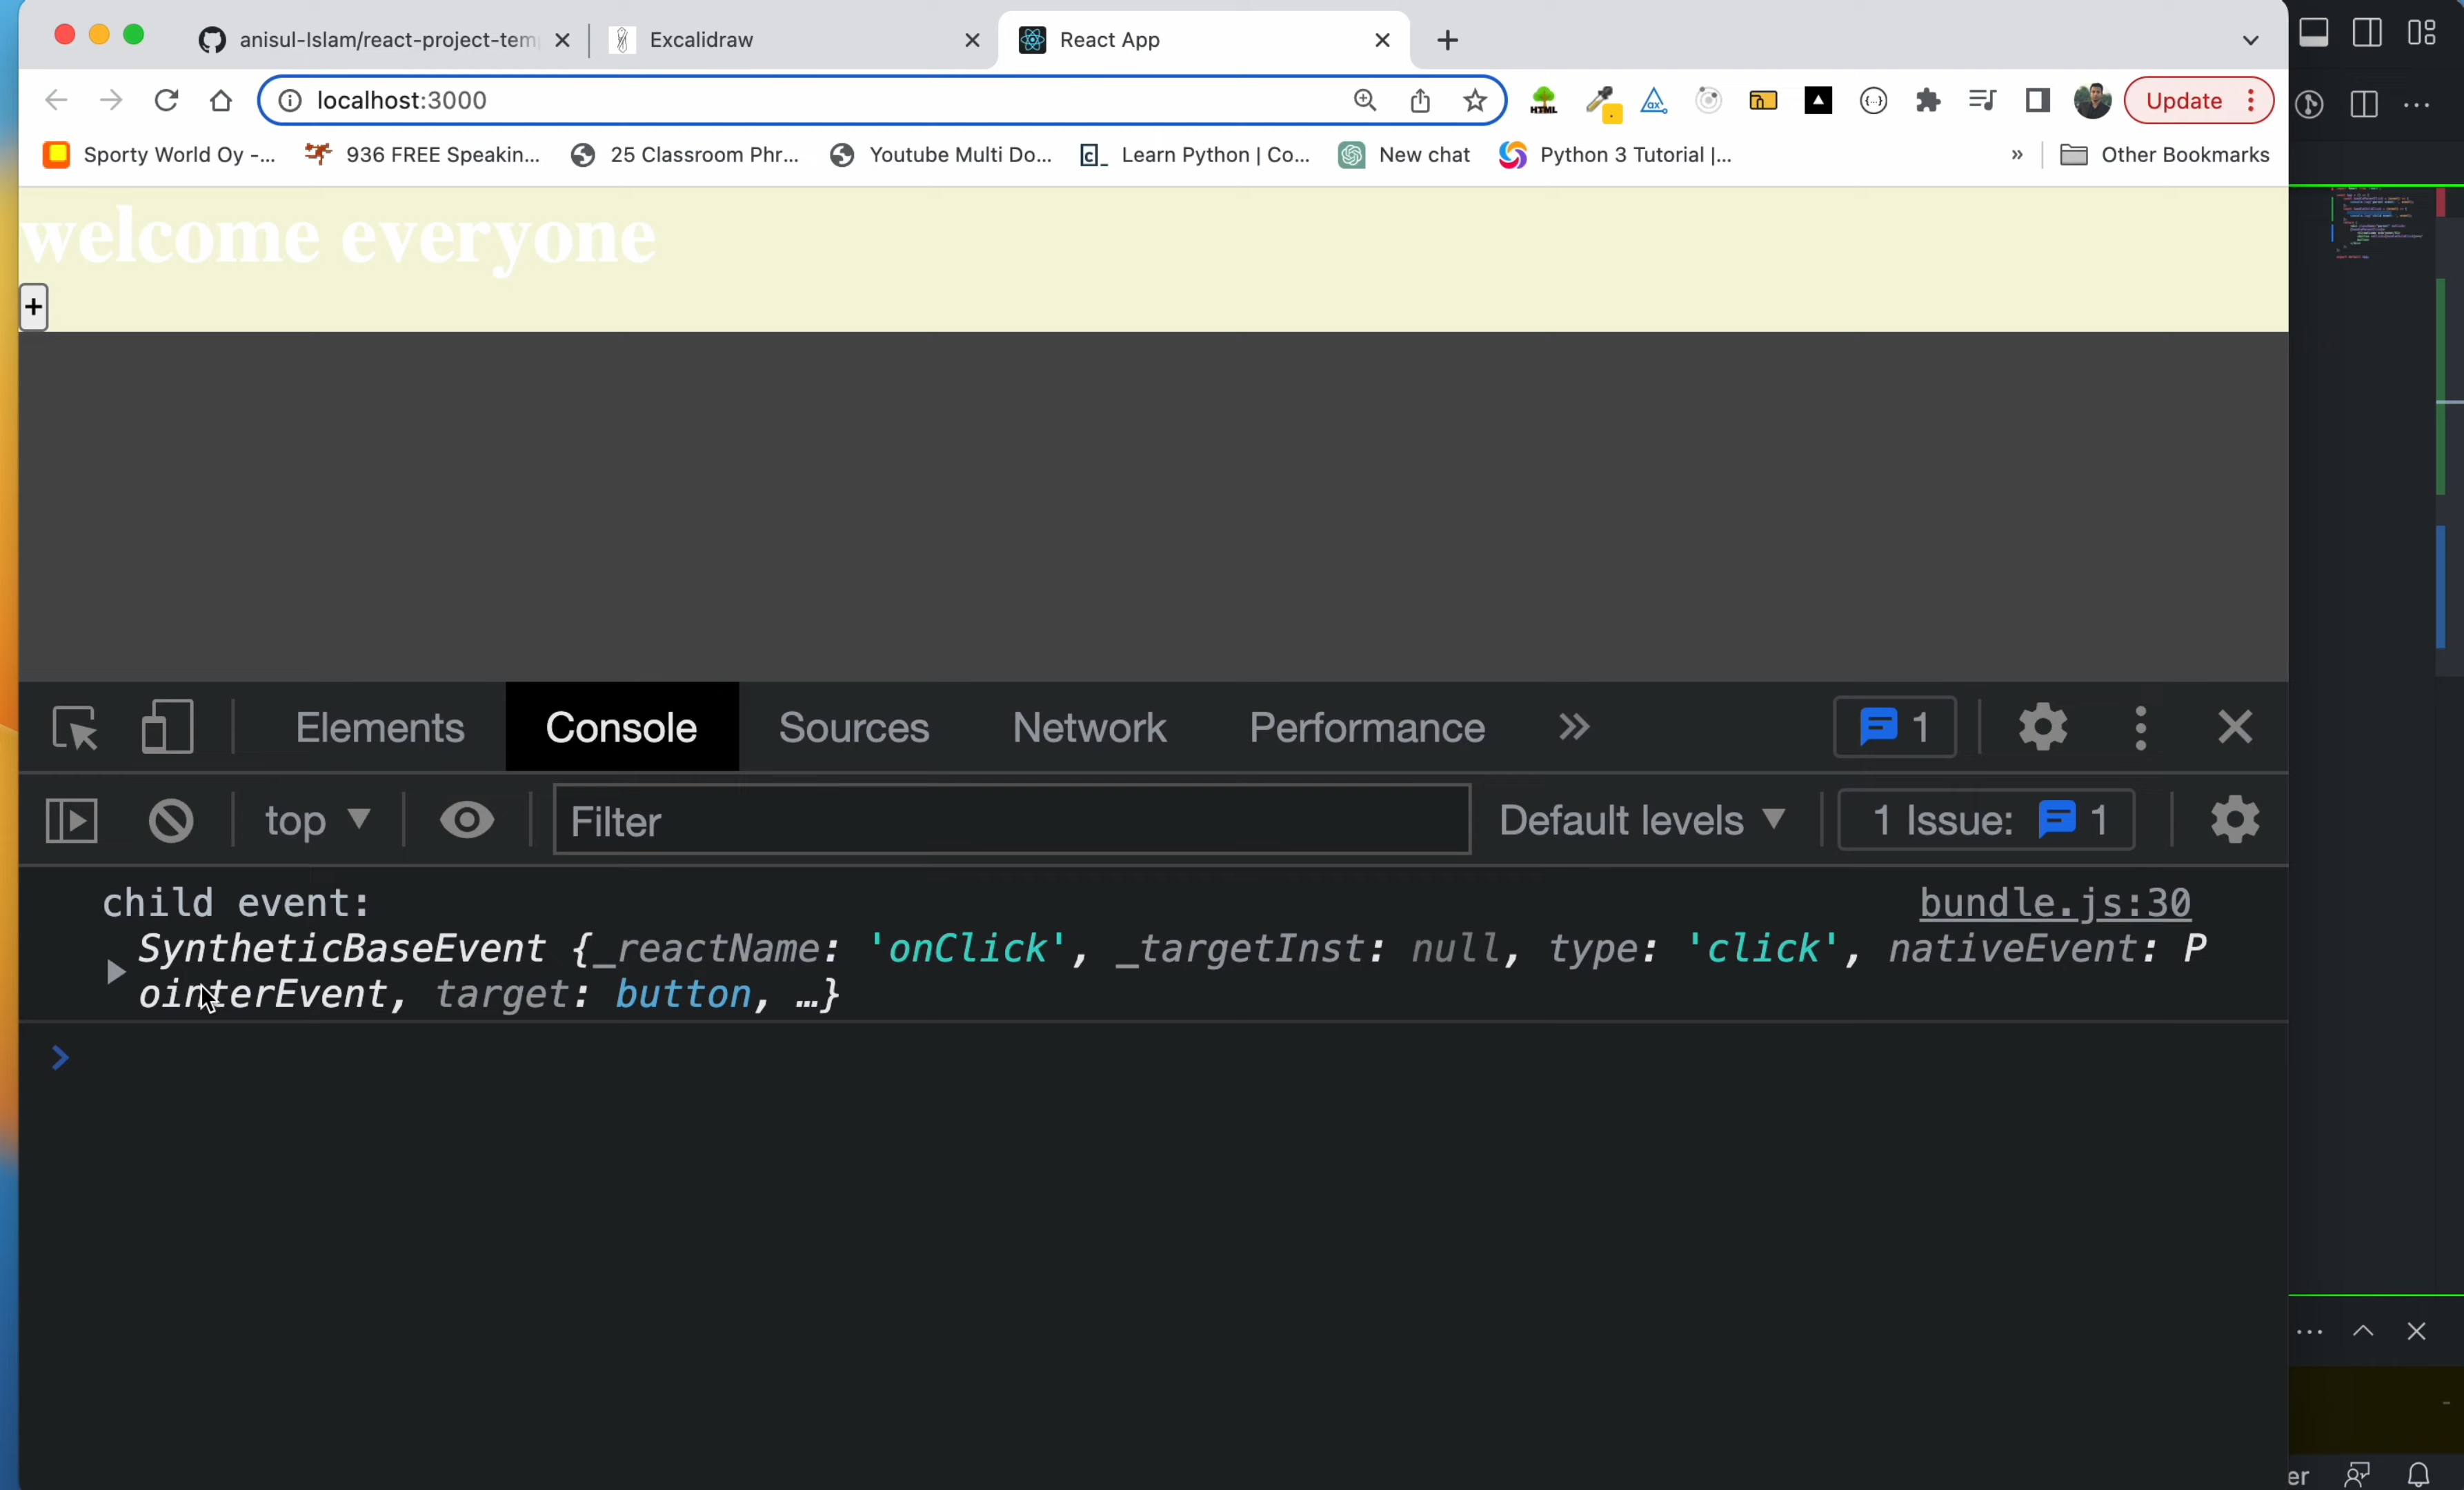 anisul-Islam/react-project-tem
Excalidraw
React App
localhost:3000
Update
Sporty World Oy -...
936 FREE Speakin...
25 Classroom Phr...
Youtube Multi Do...
Learn Python | Co...
New chat
Python 3 Tutorial |...
»
Other Bookmarks
welcome everyone
+
Elements
Console
Sources
Network
Performance
1
top
Filter
Default levels
1 Issue:
1
child event:
bundle.js:30
SyntheticBaseEvent {_reactName: 'onClick', _targetInst: null, type: 'click', nativeEvent: P
ointerEvent, target: button, …}
>
er